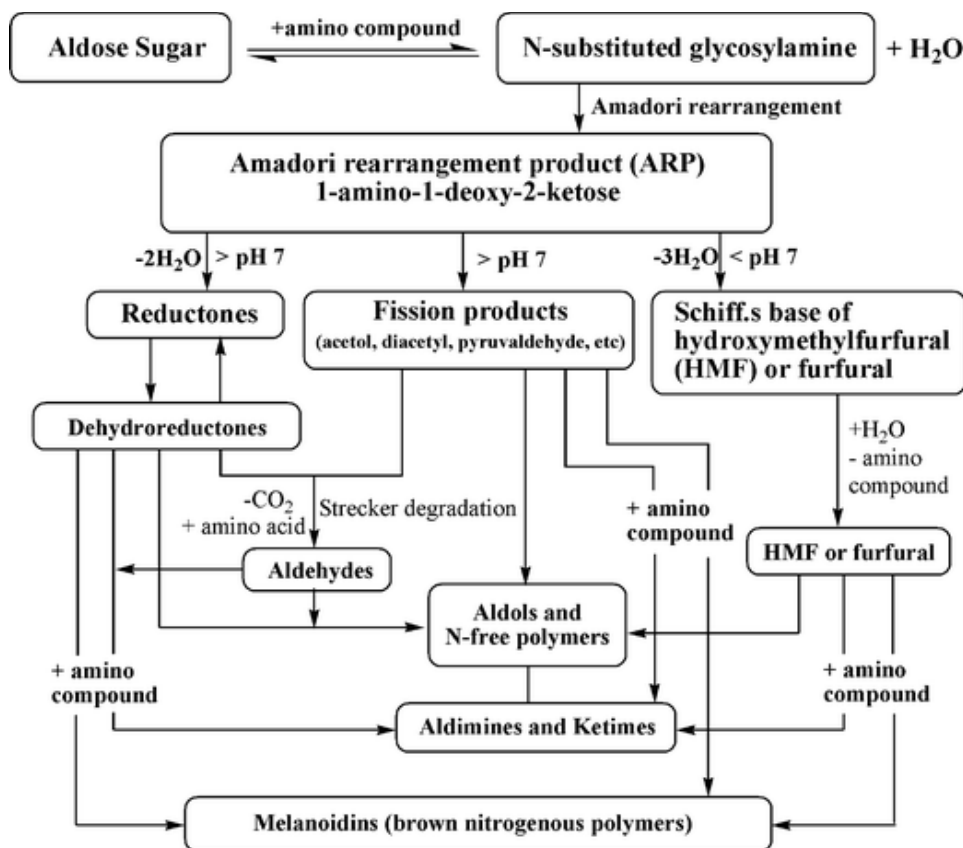 +amino compound
Aldose Sugar
N-substituted glycosylamine
+ H₂O
Amadori rearrangement
Amadori rearrangement product (ARP)
1-amino-1-deoxy-2-ketose
-2H₂O
> pH 7
> pH 7
-3H₂O
< pH 7
Reductones
Fission products
(acetol, diacetyl, pyruvaldehyde, etc)
Schiff.s base of
hydroxymethylfurfural
(HMF) or furfural
Dehydroreductones
+H₂O
- amino
compound
-CO₂
+ amino acid
Strecker degradation
+ amino
compound
HMF or furfural
Aldehydes
Aldols and
N-free polymers
+ amino
compound
+ amino
compound
Aldimines and Ketimes
Melanoidins (brown nitrogenous polymers)